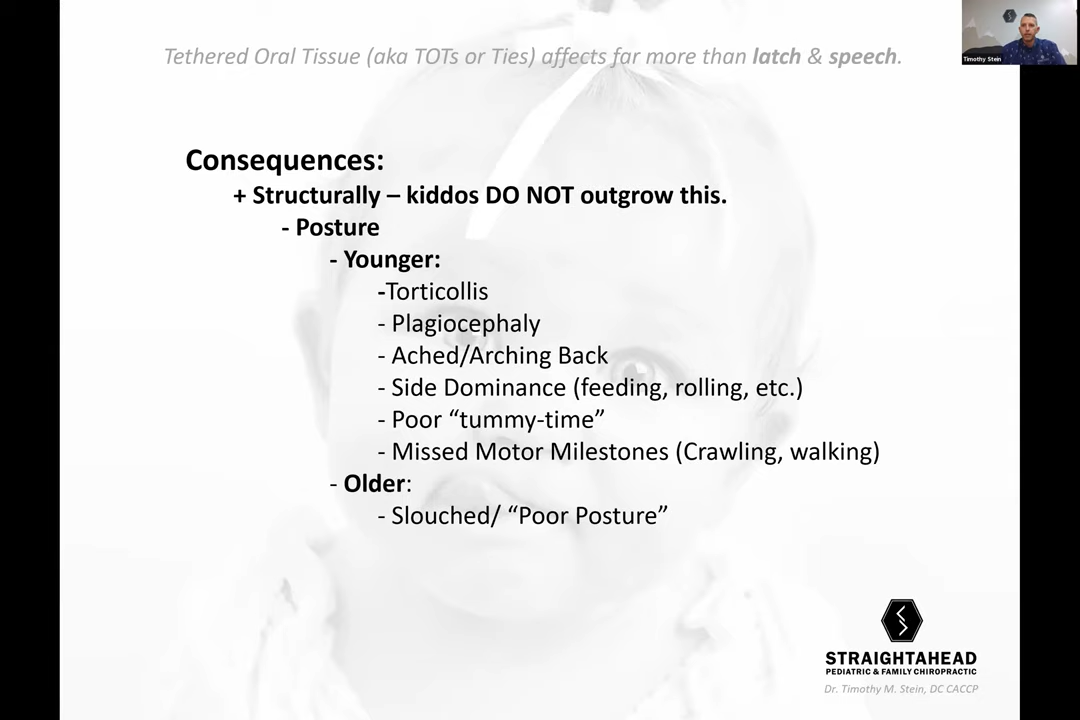 Timothy Stein
Tethered Oral Tissue (aka TOTs or Ties) affects far more than latch & speech.
Consequences:
+ Structurally – kiddos DO NOT outgrow this.
- Posture
- Younger:
-Torticollis
- Plagiocephaly
- Ached/Arching Back
- Side Dominance (feeding, rolling, etc.)
- Poor “tummy-time”
- Missed Motor Milestones (Crawling, walking)
- Older:
- Slouched/ “Poor Posture”
STRAIGHTAHEAD
PEDIATRIC & FAMILY CHIROPRACTIC
Dr. Timothy M. Stein, DC CACCP